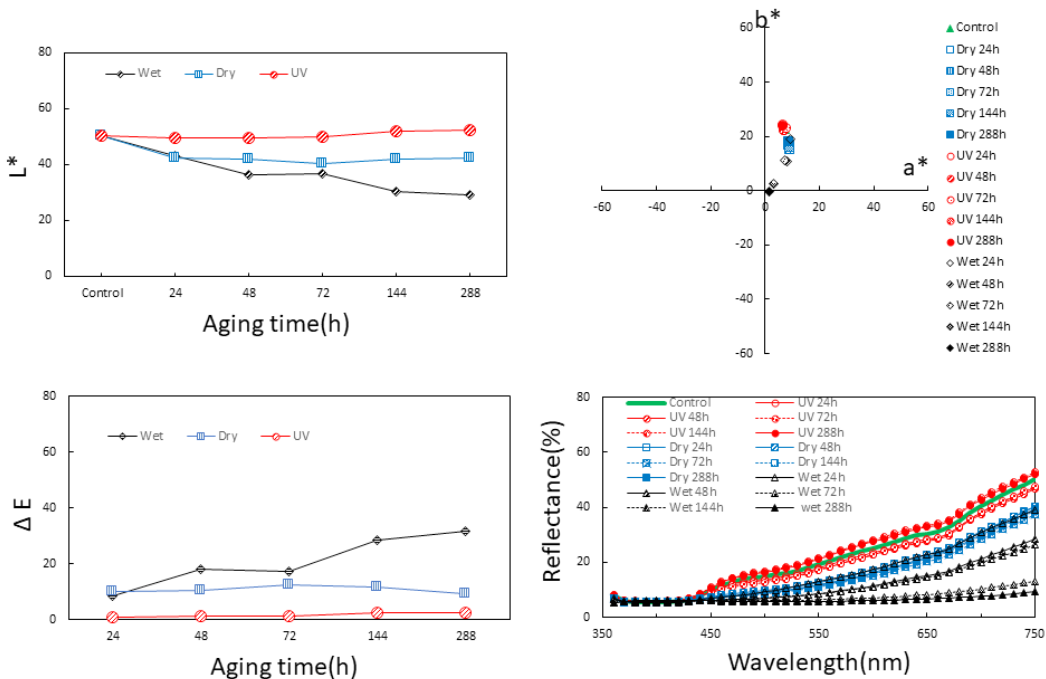 80
60
40
20
0
L*
Wet
Dry
UV
Control
24
48
72
144
288
Aging time(h)
b*
a*
60
40
20
0
-20
-40
-60
-60
-40
-20
0
20
40
60
Control
Dry 24h
Dry 48h
Dry 72h
Dry 144h
Dry 288h
UV 24h
UV 48h
UV 72h
UV 144h
UV 288h
Wet 24h
Wet 48h
Wet 72h
Wet 144h
Wet 288h
80
60
40
20
0
Δ E
Wet
Dry
UV
24
48
72
144
288
Aging time(h)
80
60
40
20
0
Reflectance(%)
Control
UV 24h
UV 48h
UV 72h
UV 144h
UV 288h
Dry 24h
Dry 48h
Dry 72h
Dry 144h
Dry 288h
Wet 24h
Wet 48h
Wet 72h
Wet 144h
wet 288h
350
450
550
650
750
Wavelength(nm)